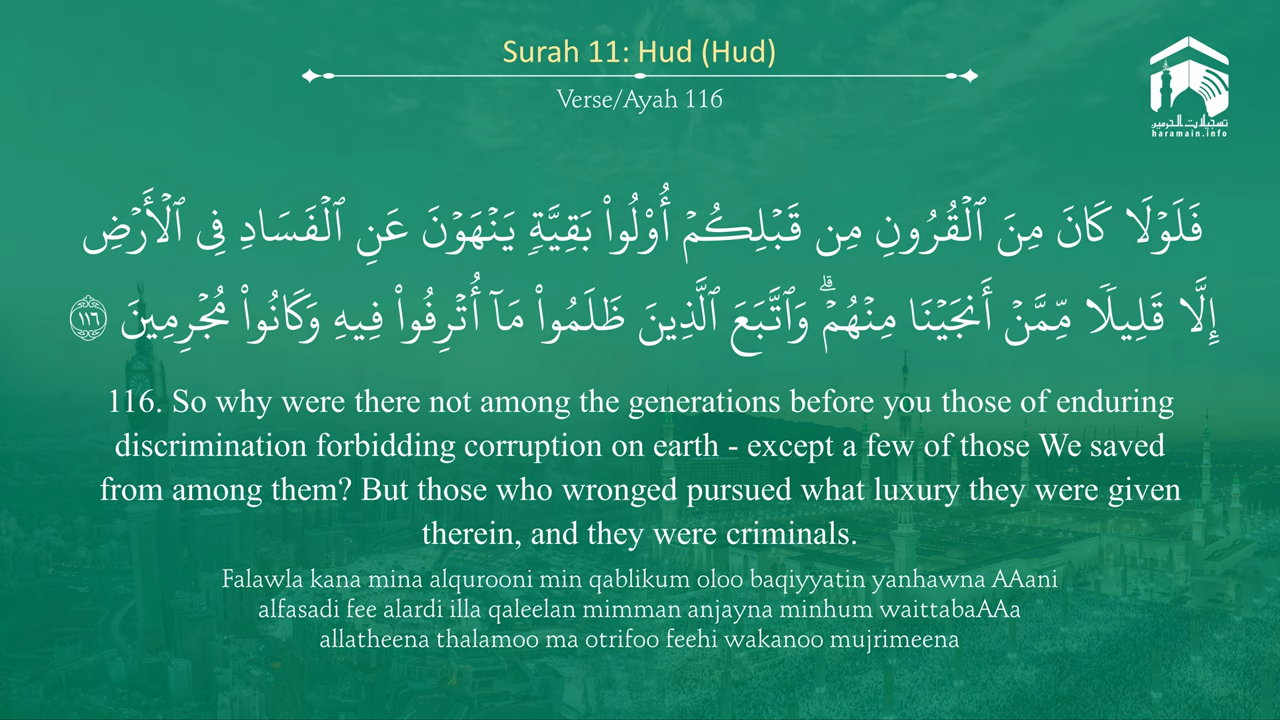 Surah 11: Hud (Hud)
Verse/Ayah 116
تسجيلات الحرمين
haramain.info
فَلَوۡلَا كَانَ مِنَ ٱلۡقُرُونِ مِن قَبۡلِكُمۡ أُوْلُواْ بَقِيَّةٖ يَنۡهَوۡنَ عَنِ ٱلۡفَسَادِ فِي ٱلۡأَرۡضِ
إِلَّا قَلِيلٗا مِّمَّنۡ أَنجَيۡنَا مِنۡهُمۡۗ وَٱتَّبَعَ ٱلَّذِينَ ظَلَمُواْ مَآ أُتۡرِفُواْ فِيهِ وَكَانُواْ مُجۡرِمِينَ ١١٦
116. So why were there not among the generations before you those of enduring
discrimination forbidding corruption on earth - except a few of those We saved
from among them? But those who wronged pursued what luxury they were given
therein, and they were criminals.
Falawla kana mina alqurooni min qablikum oloo baqiyyatin yanhawna AAani
alfasadi fee alardi illa qaleelan mimman anjayna minhum waittabaAAa
allatheena thalamoo ma otrifoo feehi wakanoo mujrimeena